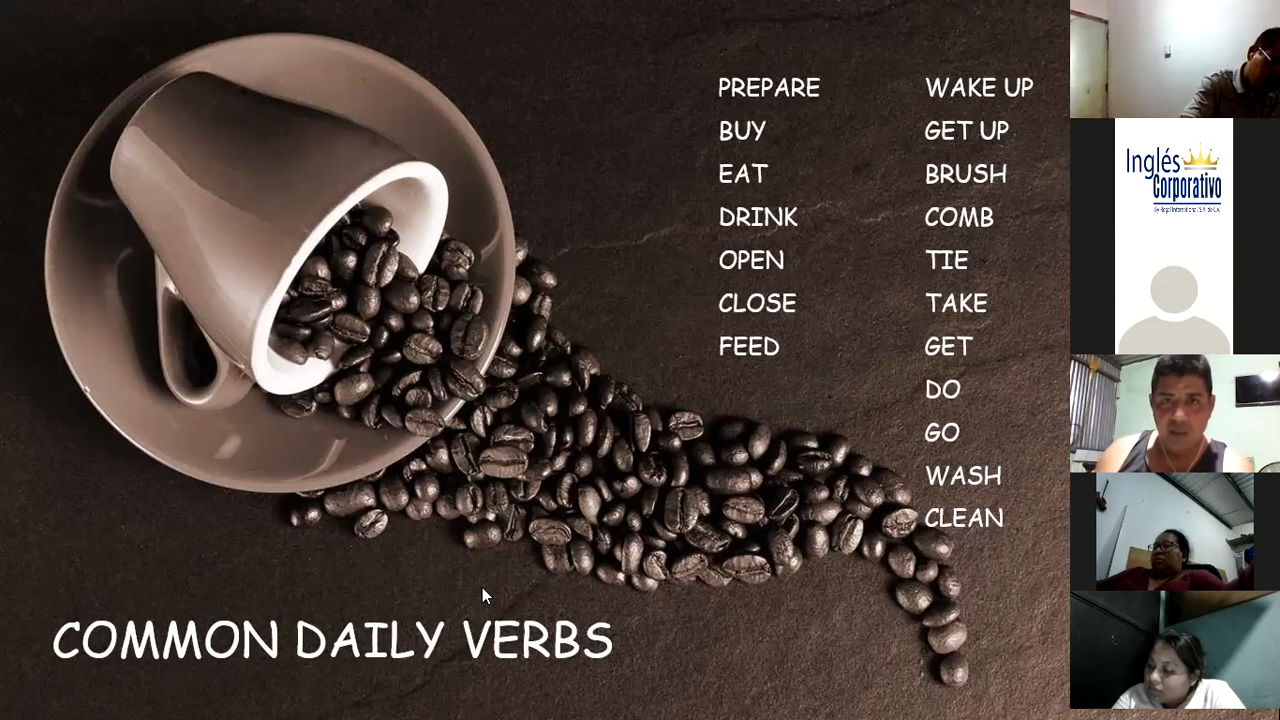 PREPARE
BUY
EAT
DRINK
OPEN
CLOSE
FEED
WAKE UP
GET UP
BRUSH
COMB
TIE
TAKE
GET
DO
GO
WASH
CLEAN
COMMON DAILY VERBS
Inglés
Corporativo